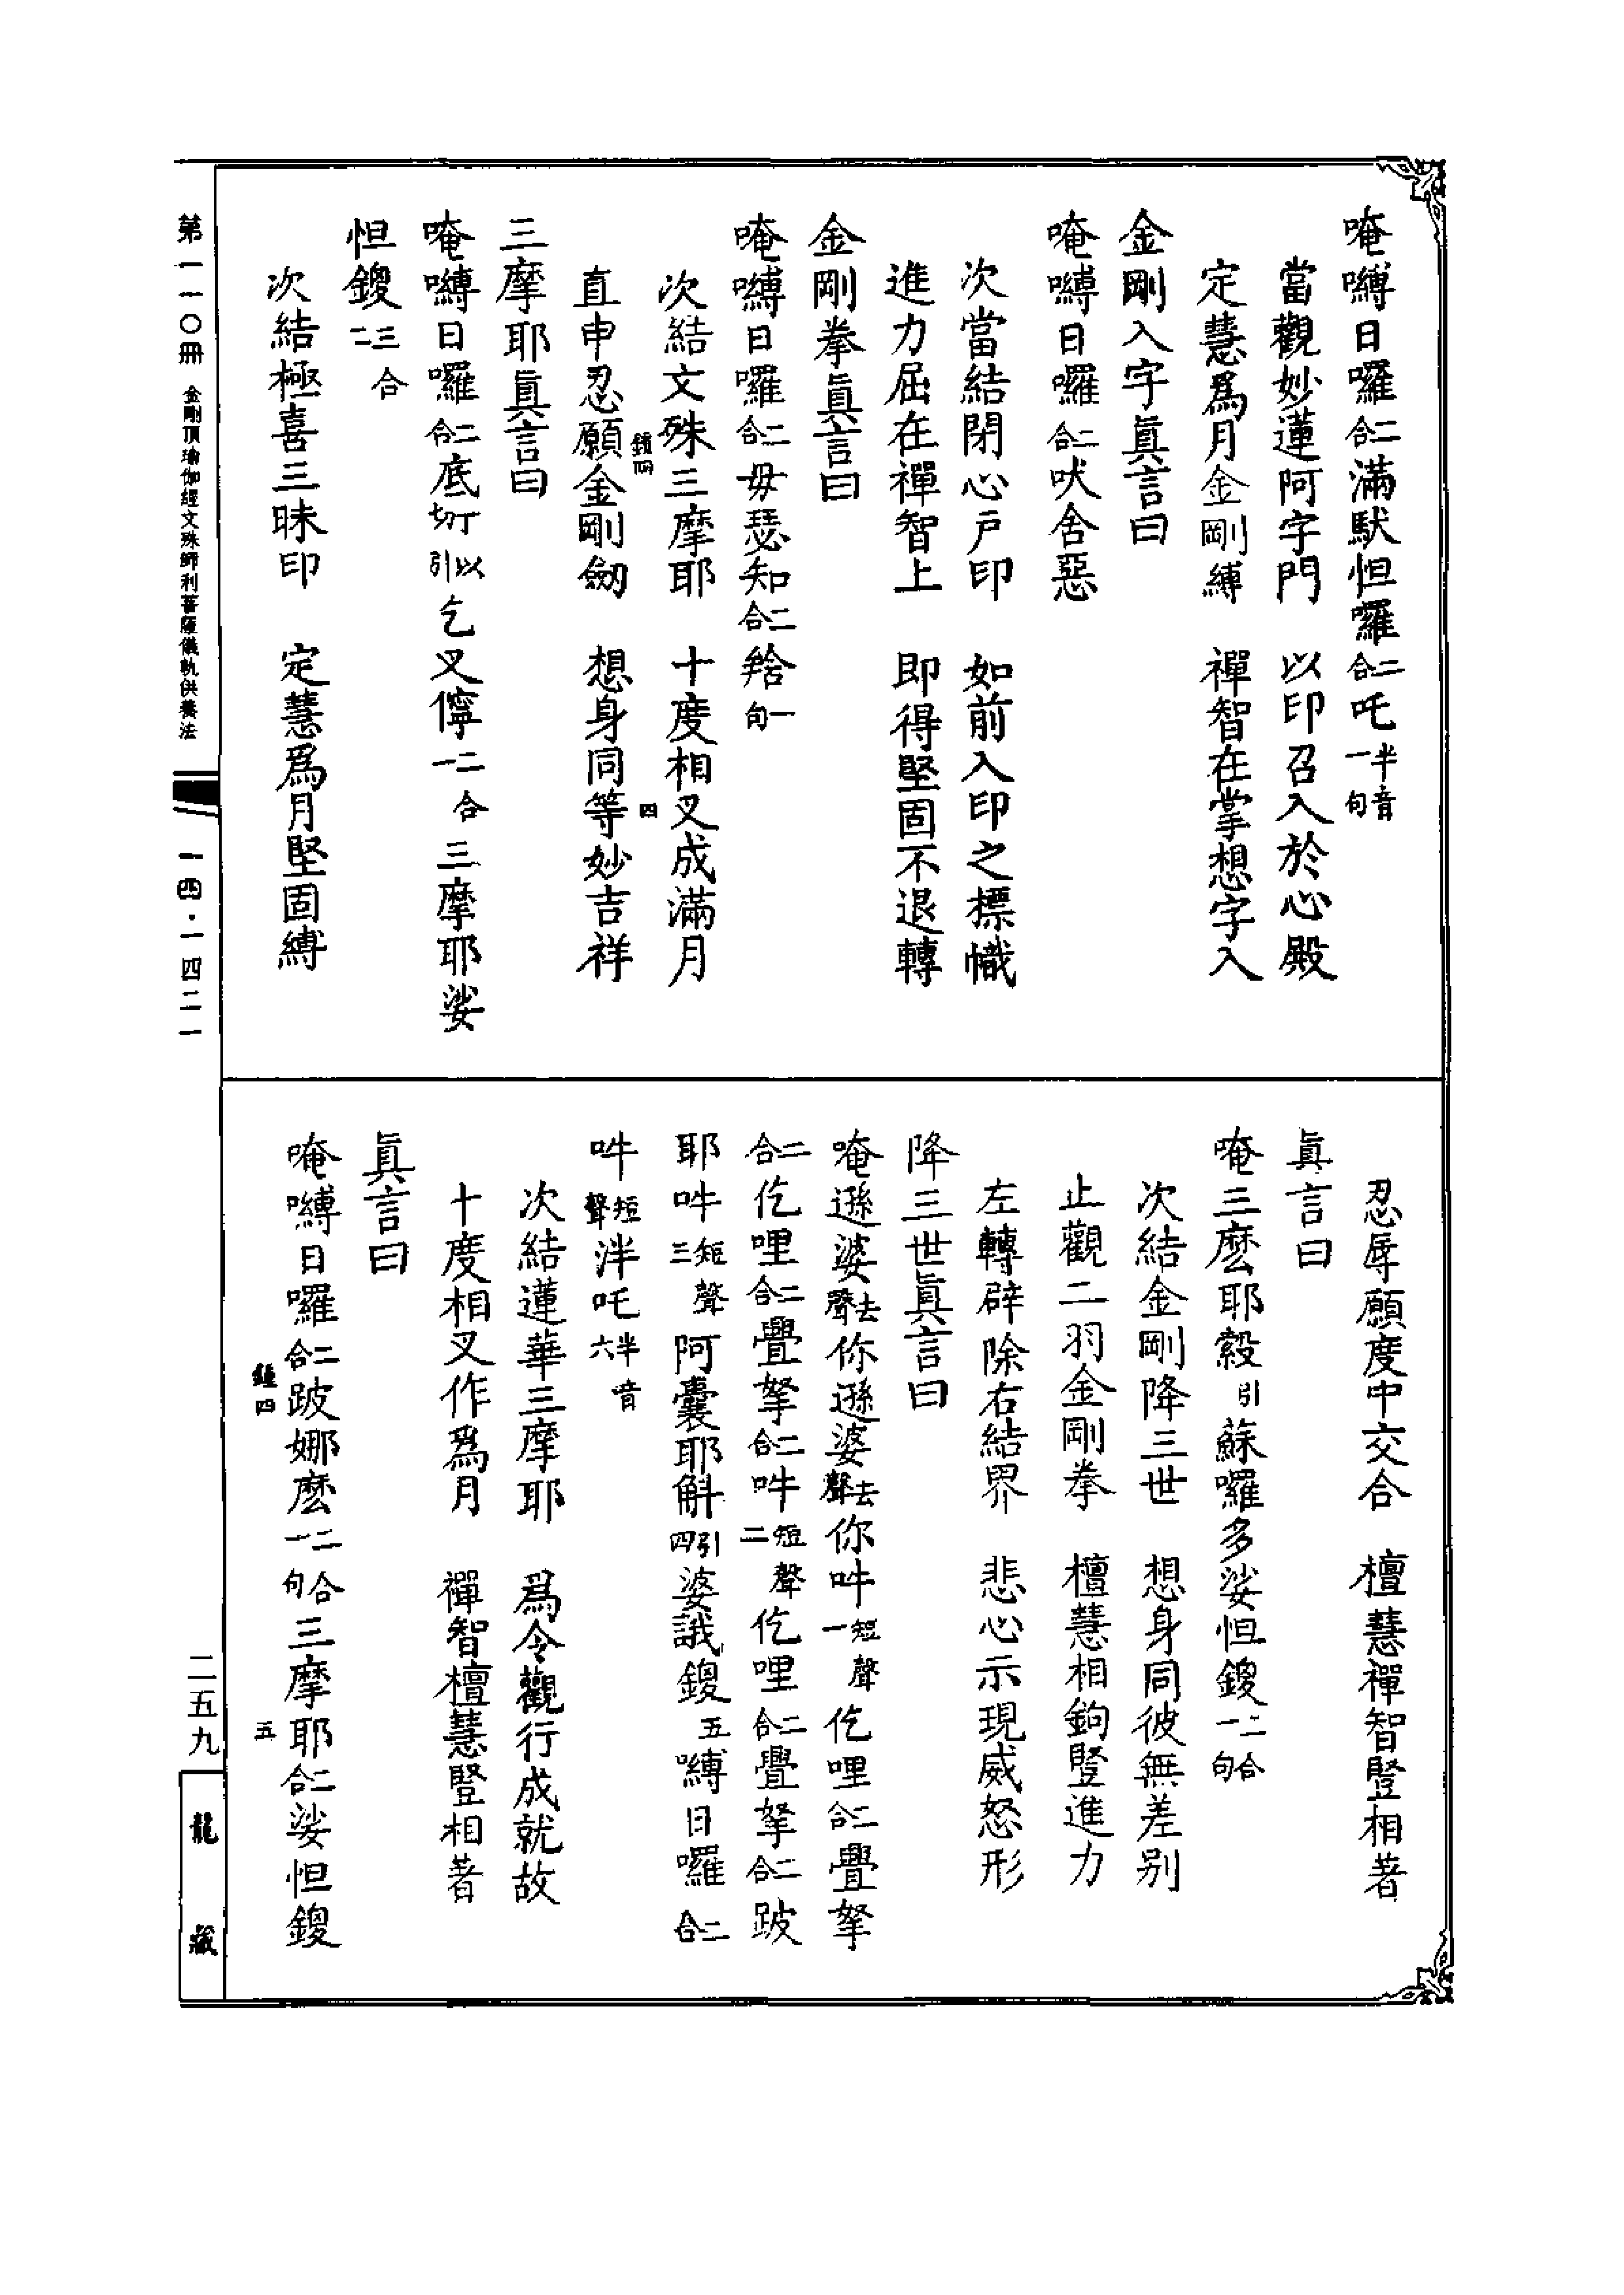 唵嚩日囉二合滿馱怛囉二合吒半音一句
當觀妙蓮阿字門　以印召入於心殿
定慧爲月金剛縛　禪智在掌想字入
金剛入字眞言曰
唵嚩日囉二合吠舍惡
次當結閉心戶印　如前入印之標幟
進力屈在禪智上　即得堅固不退轉
金剛拳眞言曰
唵嚩日囉二合毋瑟知二合𤚥一句
次結文殊三摩耶　十度相叉成滿月
鍾四
四
直申忍願金剛劒　想身同等妙吉祥
三摩耶眞言曰
唵嚩日囉二合底丁以切引乞叉儜二合一三摩耶娑
怛鑁三合二
次結極喜三昧印　定慧爲月堅固縛
忍辱願度中交合　檀慧禪智豎相著
眞言曰
唵三麽耶縠引蘇囉多娑怛鑁二合一句
次結金剛降三世　想身同彼無差別
止觀二羽金剛拳　檀慧相鉤豎進力
左轉辟除右結界　悲心示現威怒形
降三世眞言曰
唵遜婆去聲你遜婆去聲你吽短聲一仡哩二合疊拏
二合仡哩二合疊拏二合吽短聲二仡哩二合疊拏二合跛
耶吽短聲三阿囊耶斛引四婆誐鑁五嚩日囉二合
吽短聲泮吒半音六
次結蓮華三摩耶　爲令觀行成就故
十度相叉作爲月　禪智檀慧豎相著
眞言曰
唵嚩日囉二合跛娜麽二合一句三摩耶二合娑怛鑁
鍾四
五
第一一〇冊　金剛頂瑜伽經文殊師利菩薩儀軌供養法
一四·一四二一
二五九
龍藏